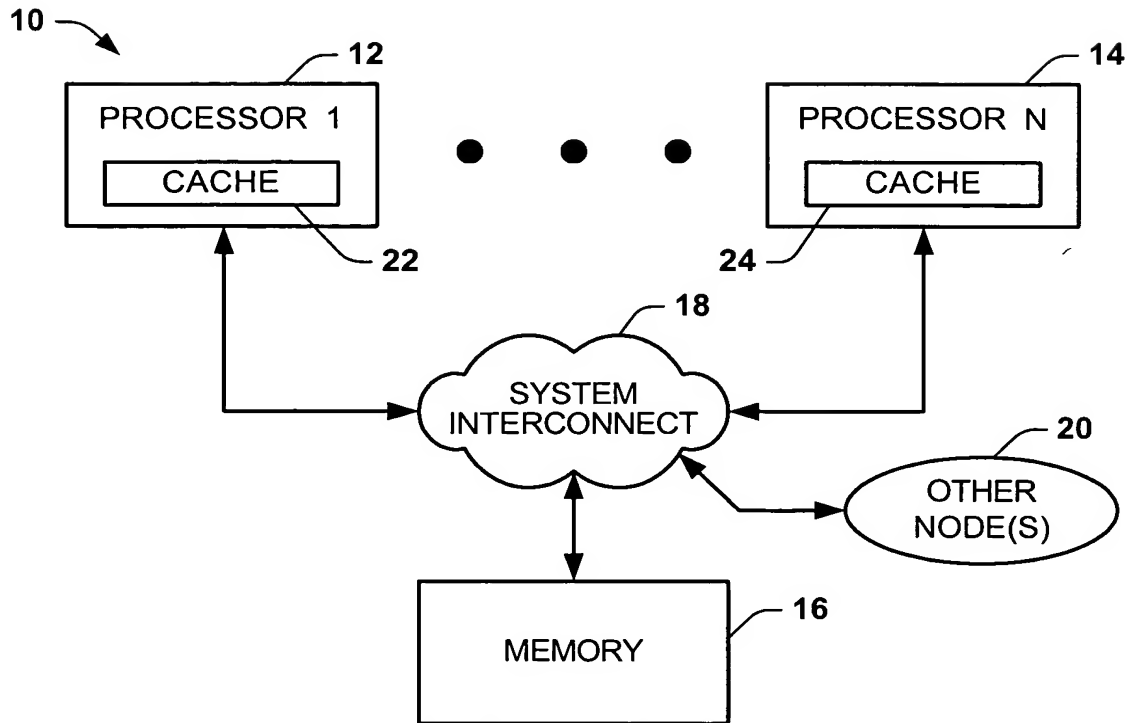 10
12
14
PROCESSOR 1
PROCESSOR N
CACHE
CACHE
22
24
18
SYSTEM
INTERCONNECT
20
OTHER
NODE(S)
16
MEMORY